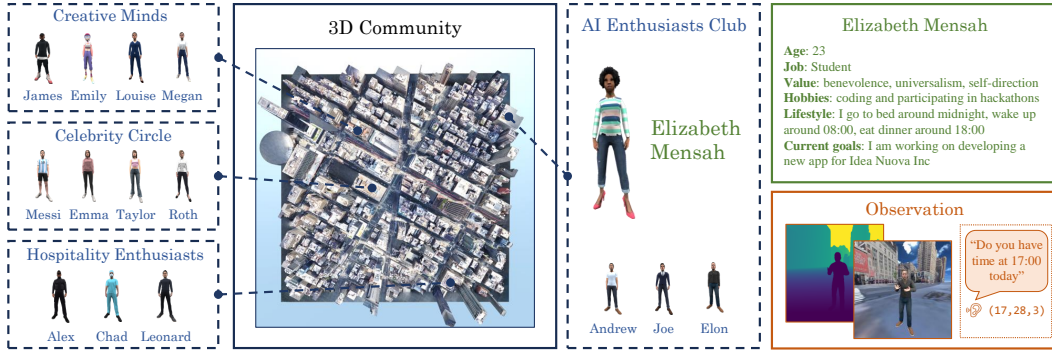 Creative Minds
James Emily Louise Megan
Celebrity Circle
Messi Emma Taylor Roth
Hospitality Enthusiasts
Alex Chad Leonard
3D Community
AI Enthusiasts Club
Elizabeth
Mensah
Andrew Joe Elon
Elizabeth Mensah
Age: 23
Job: Student
Value: benevolence, universalism, self-direction
Hobbies: coding and participating in hackathons
Lifestyle: I go to bed around midnight, wake up
around 08:00, eat dinner around 18:00
Current goals: I am working on developing a
new app for Idea Nuova Inc
Observation
“Do you have
time at 17:00
today”
(17,28,3)